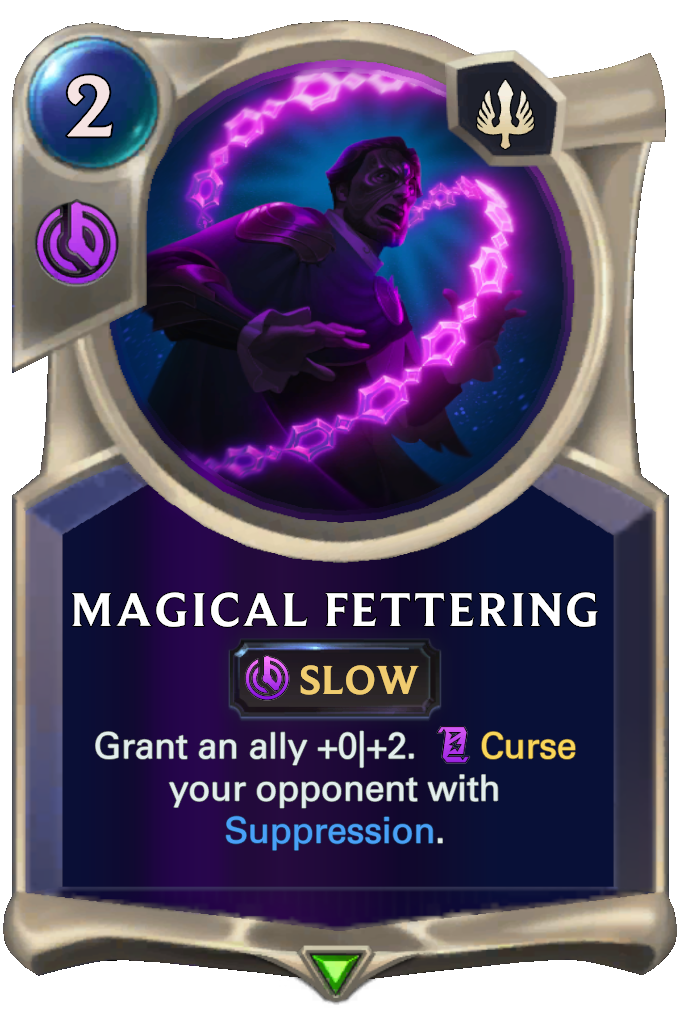 2
MAGICAL FETTERING
SLOW
Grant an ally +0|+2. Curse
your opponent with
Suppression.